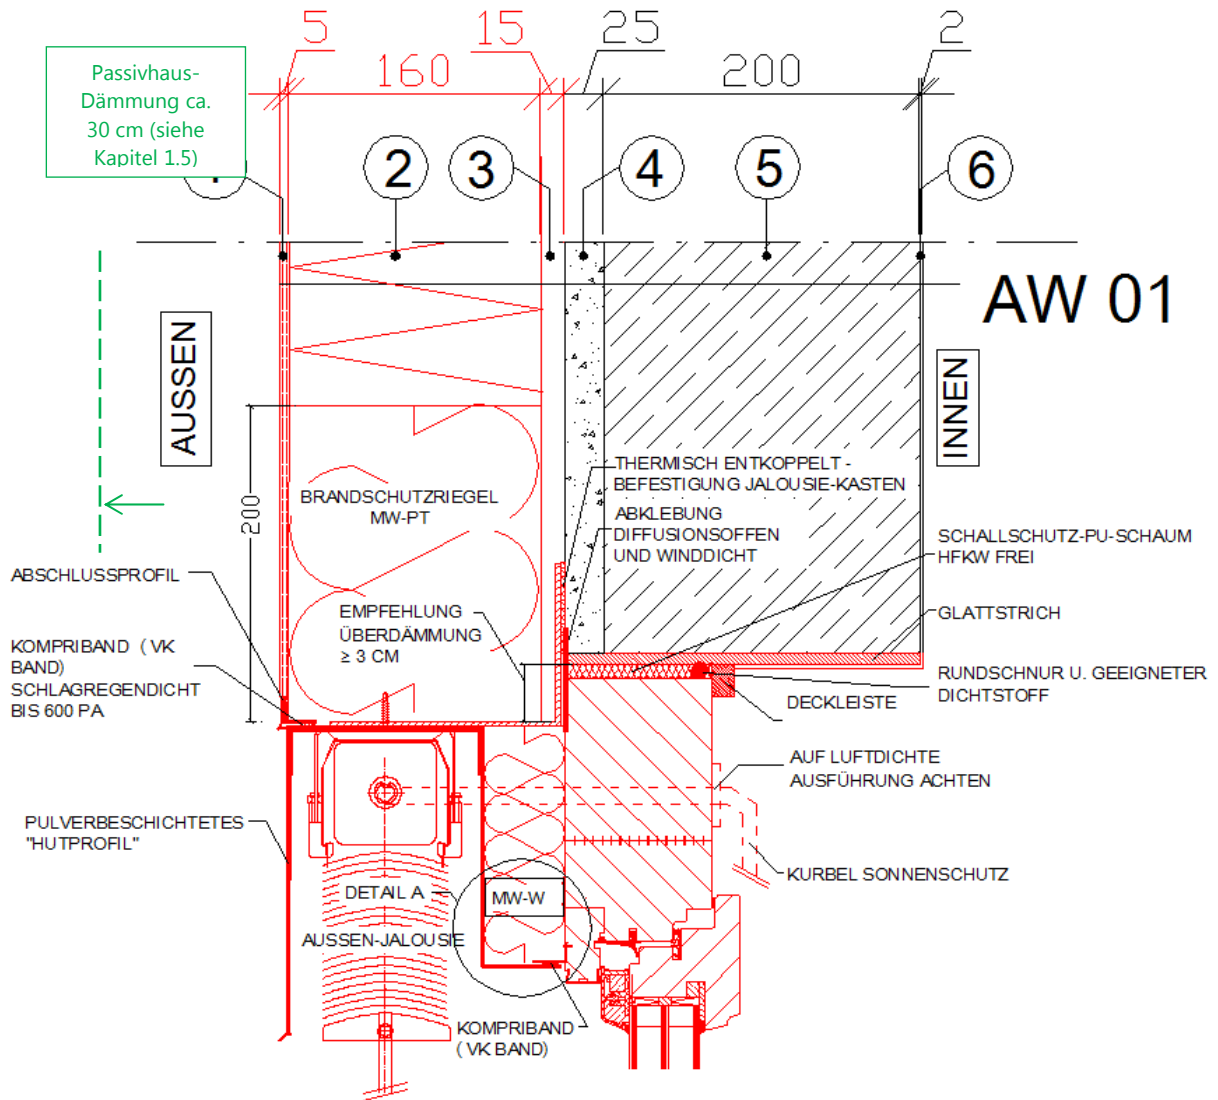 5
15
25
2
160
200
Passivhaus-
Dämmung ca.
30 cm (siehe
Kapitel 1.5)
2
3
4
5
6
AW 01
AUSSEN
INNEN
200
BRANDSCHUTZRIEGEL
MW-PT
THERMISCH ENTKOPPELT -
BEFESTIGUNG JALOUSIE-KASTEN
ABKLEBUNG
DIFFUSIONSOFFEN
UND WINDDICHT
SCHALLSCHUTZ-PU-SCHAUM
HFKW FREI
ABSCHLUSSPROFIL
EMPFEHLUNG
ÜBERDÄMMUNG
≥ 3 CM
GLATTSTRICH
KOMPRIBAND ( VK
BAND)
SCHLAGREGENDICHT
BIS 600 PA
RUNDSCHNUR U. GEEIGNETER
DICHTSTOFF
DECKLEISTE
AUF LUFTDICHTE
AUSFÜHRUNG ACHTEN
PULVERBESCHICHTETES
"HUTPROFIL"
KURBEL SONNENSCHUTZ
DETAIL A
MW-W
AUSSEN-JALOUSIE
KOMPRIBAND
( VK BAND)